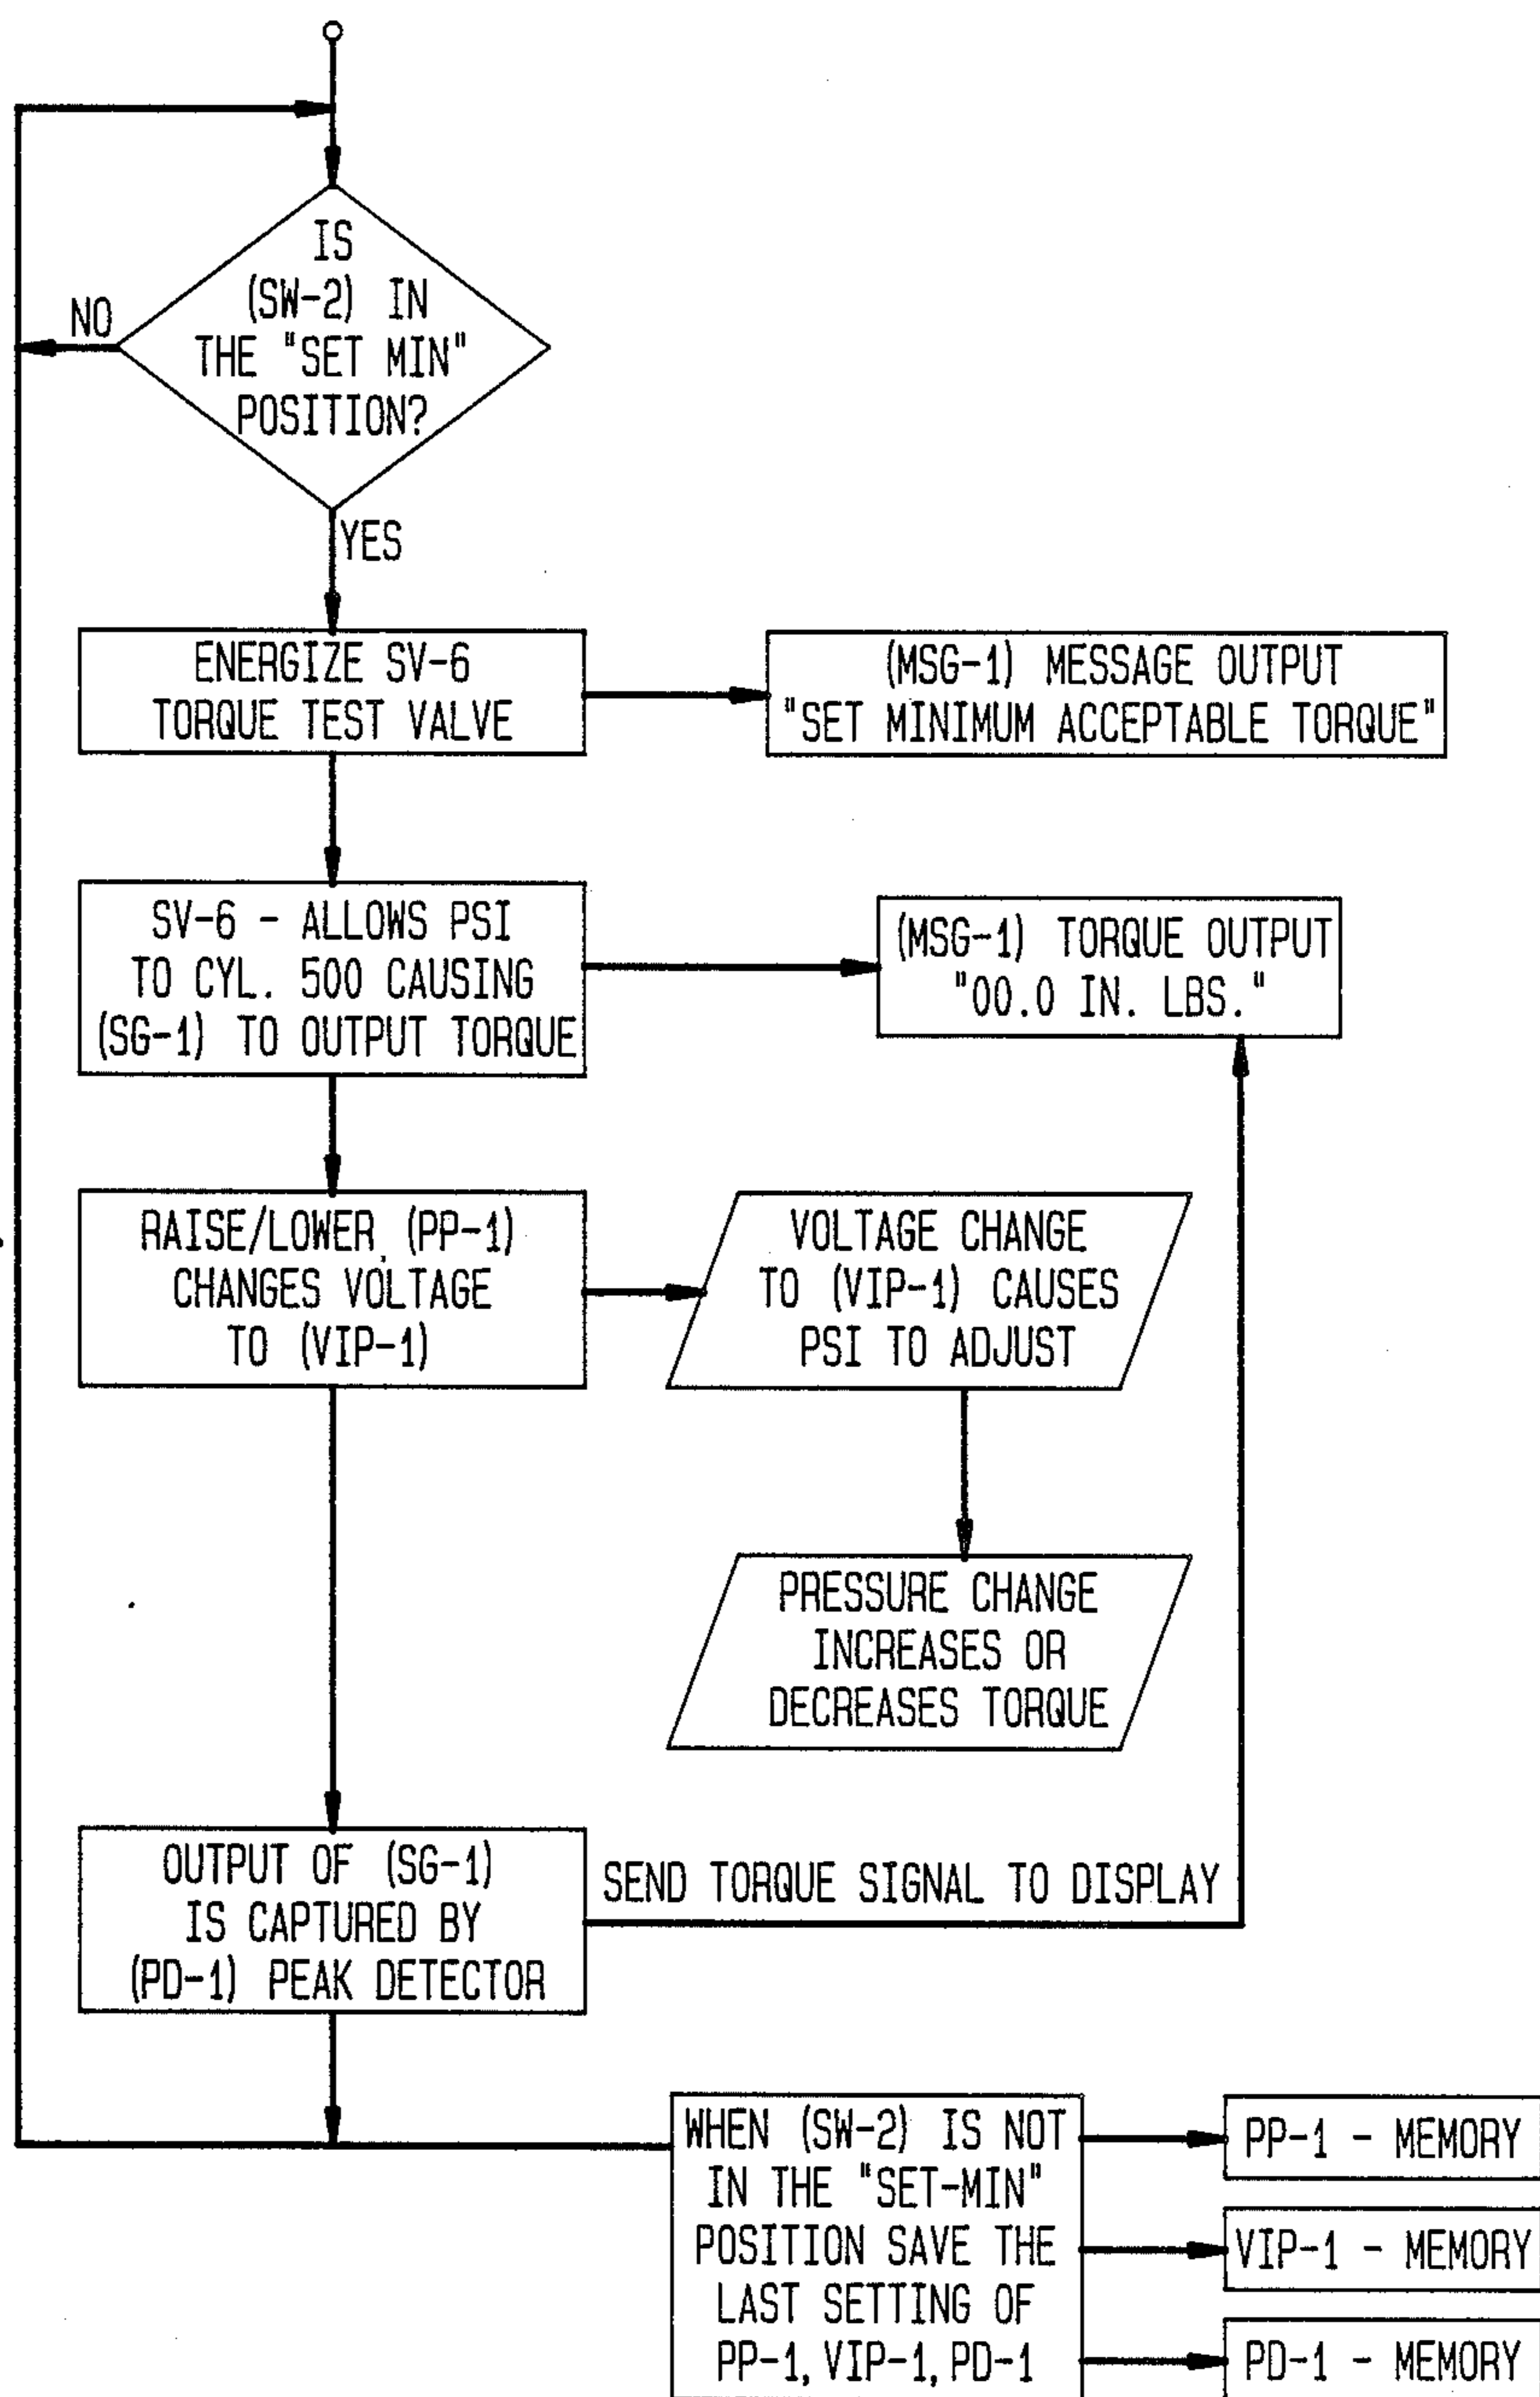 IS
(SW-2) IN
THE "SET MIN"
POSITION?
NO
YES
ENERGIZE SV-6
TORQUE TEST VALVE
(MSG-1) MESSAGE OUTPUT
"SET MINIMUM ACCEPTABLE TORQUE"
SV-6 - ALLOWS PSI
TO CYL. 500 CAUSING
(SG-1) TO OUTPUT TORQUE
(MSG-1) TORQUE OUTPUT
"00.0 IN. LBS."
RAISE/LOWER (PP-1)
CHANGES VOLTAGE
TO (VIP-1)
VOLTAGE CHANGE
TO (VIP-1) CAUSES
PSI TO ADJUST
PRESSURE CHANGE
INCREASES OR
DECREASES TORQUE
OUTPUT OF (SG-1)
IS CAPTURED BY
(PD-1) PEAK DETECTOR
SEND TORQUE SIGNAL TO DISPLAY
WHEN (SW-2) IS NOT
IN THE "SET-MIN"
POSITION SAVE THE
LAST SETTING OF
PP-1, VIP-1, PD-1
PP-1 - MEMORY
VIP-1 - MEMORY
PD-1 - MEMORY